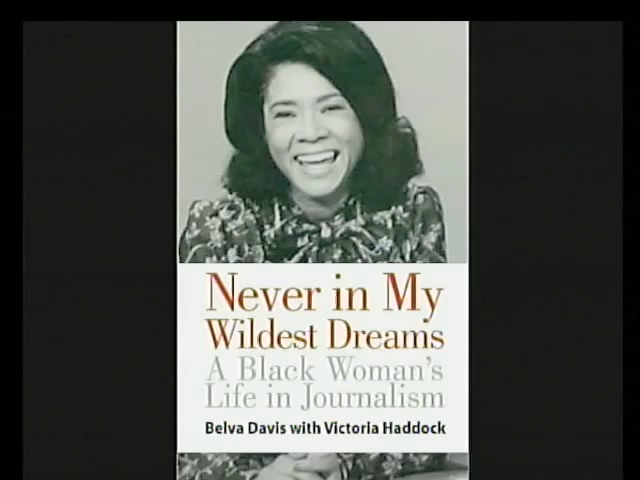 Never in My
Wildest Dreams
A Black Woman's
Life in Journalism
Belva Davis with Victoria Haddock